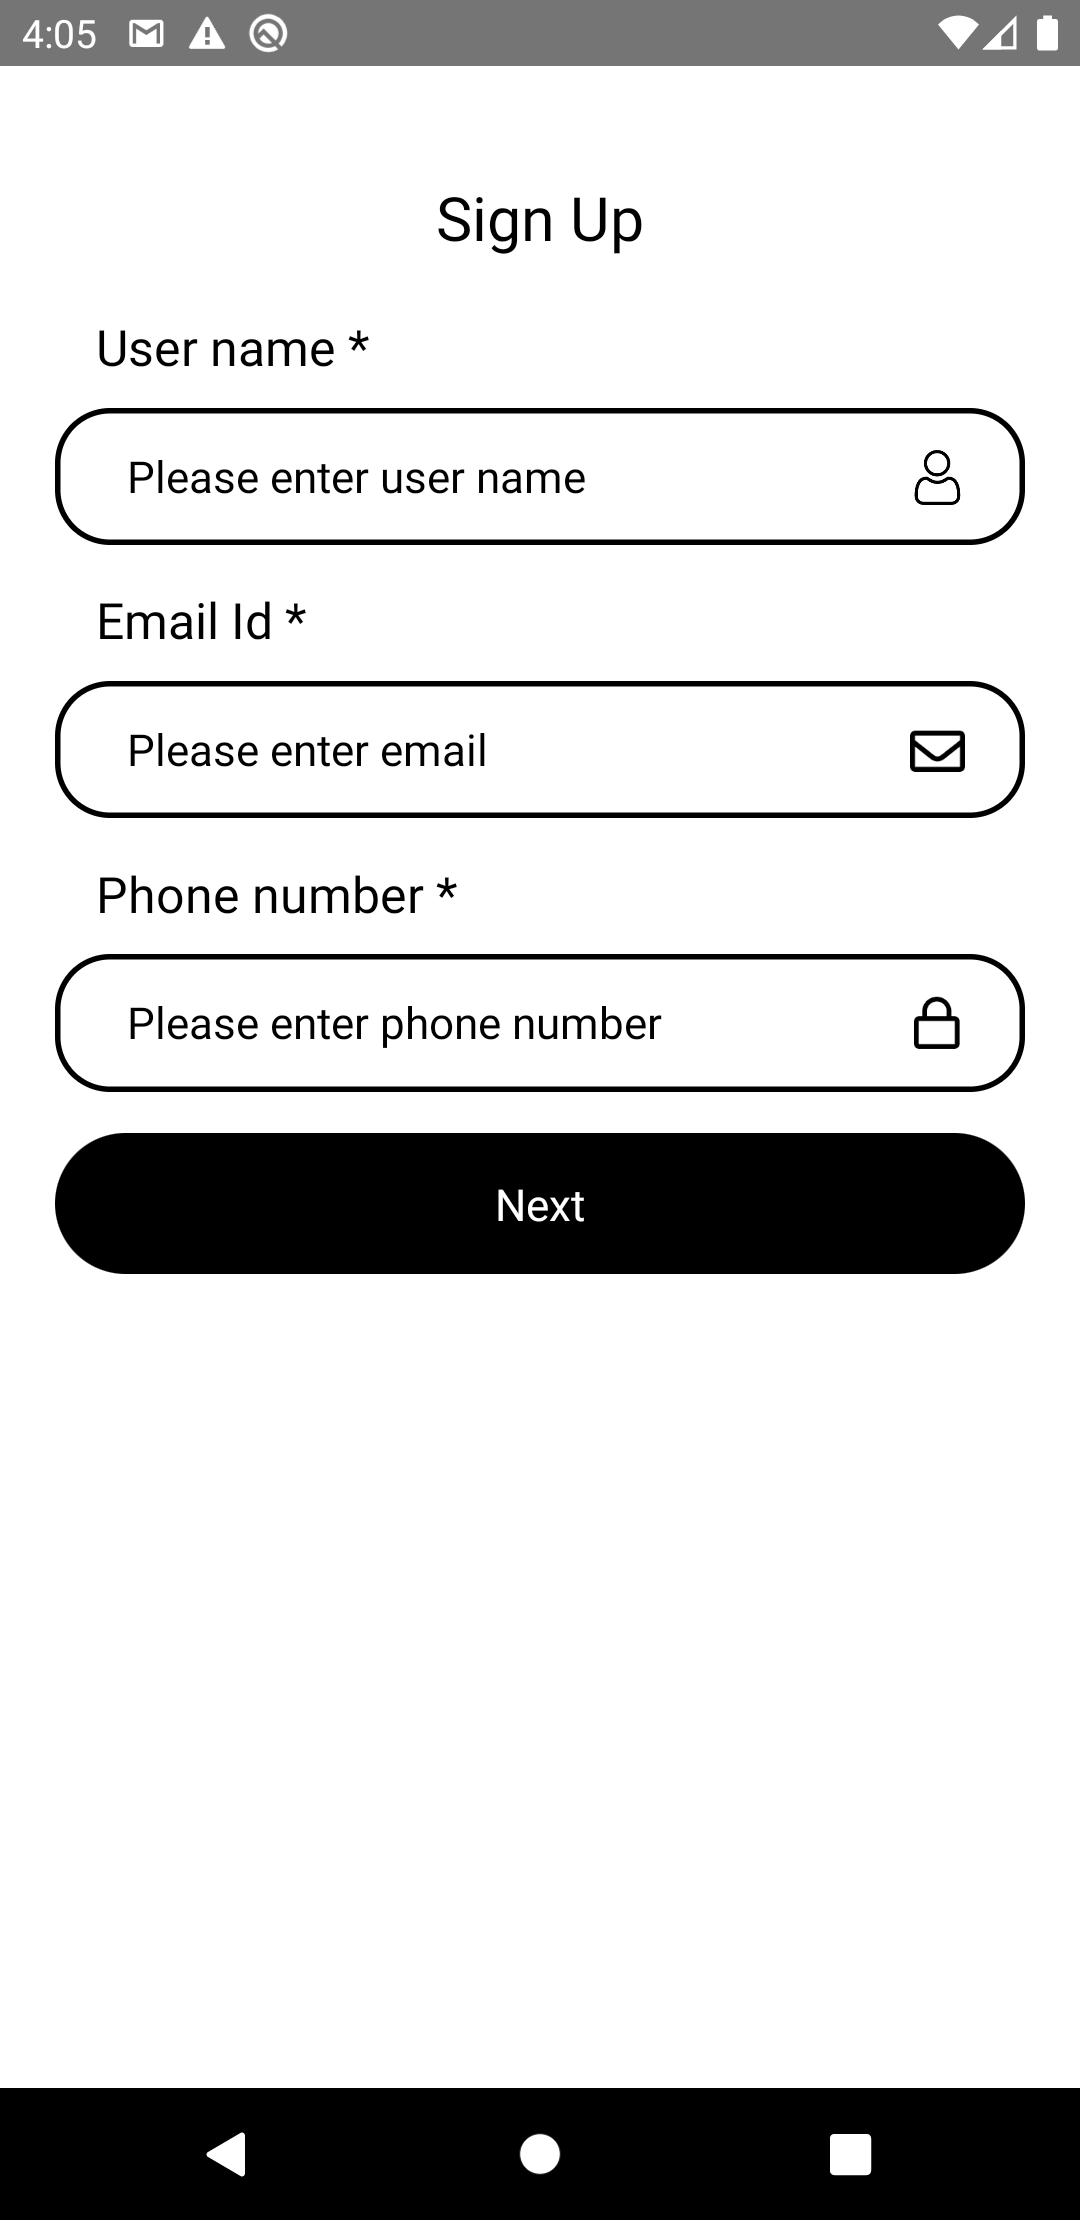 4:05
Sign Up
User name *
Please enter user name
Email Id *
Please enter email
Phone number *
Please enter phone number
Next